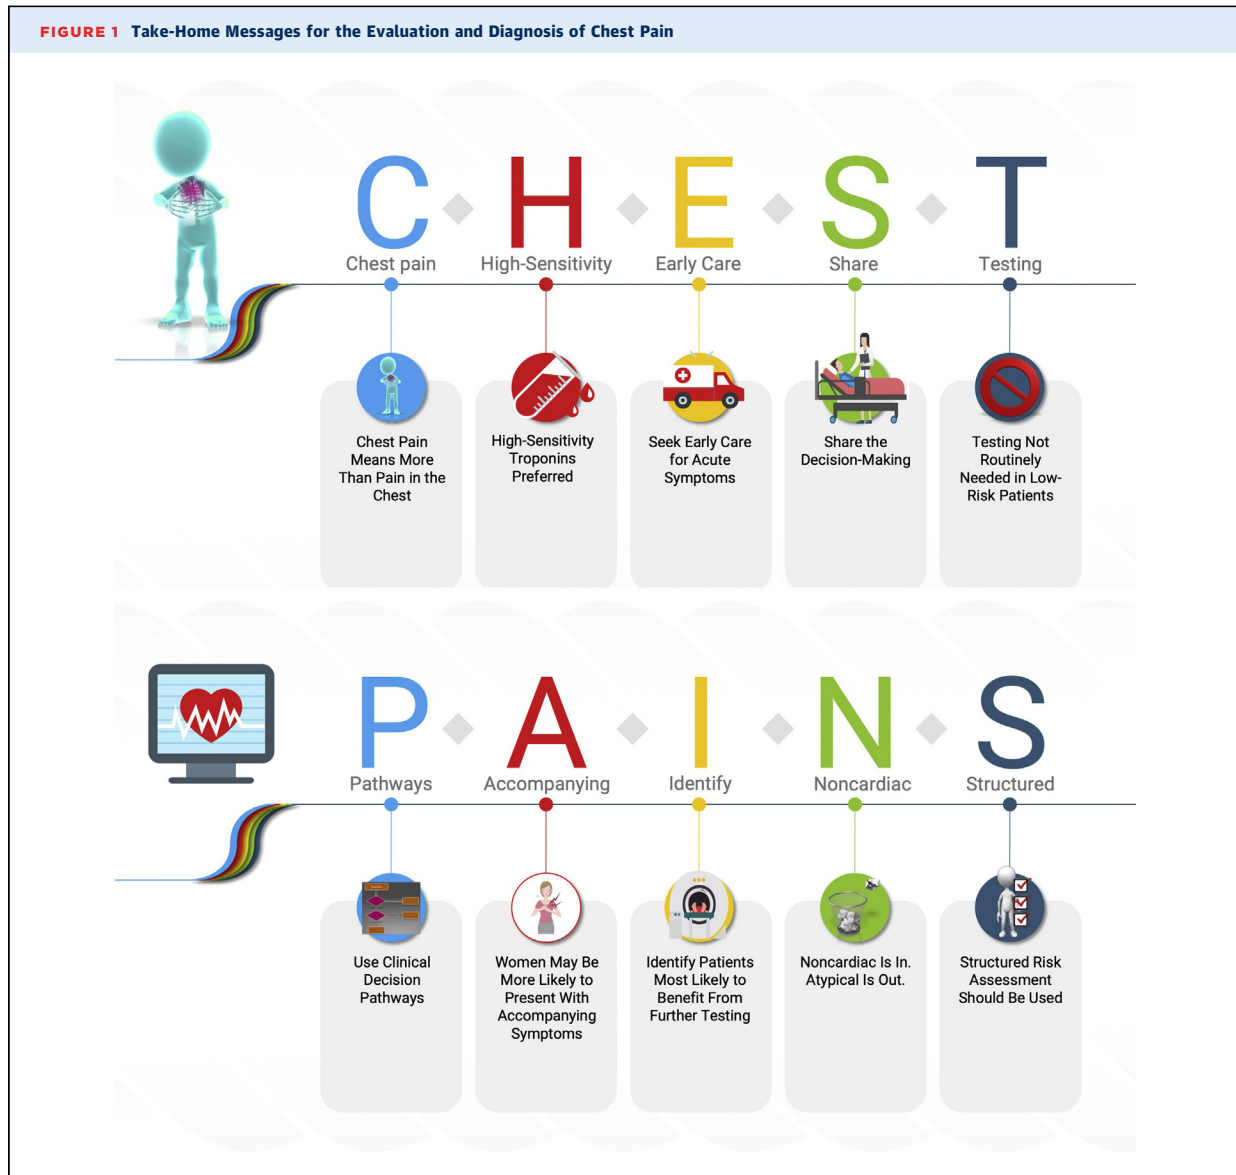 FIGURE 1 Take-Home Messages for the Evaluation and Diagnosis of Chest Pain
C H E S T
Chest pain High-Sensitivity Early Care Share Testing
Chest Pain
Means More
Than Pain in the
Chest
High-Sensitivity
Troponins
Preferred
Seek Early Care
for Acute
Symptoms
Share the
Decision-Making
Testing Not
Routinely
Needed in Low-
Risk Patients
P A I N S
Pathways Accompanying Identify Noncardiac Structured
Use Clinical
Decision
Pathways
Women May Be
More Likely to
Present With
Accompanying
Symptoms
Identify Patients
Most Likely to
Benefit From
Further Testing
Noncardiac Is In.
Atypical Is Out.
Structured Risk
Assessment
Should Be Used